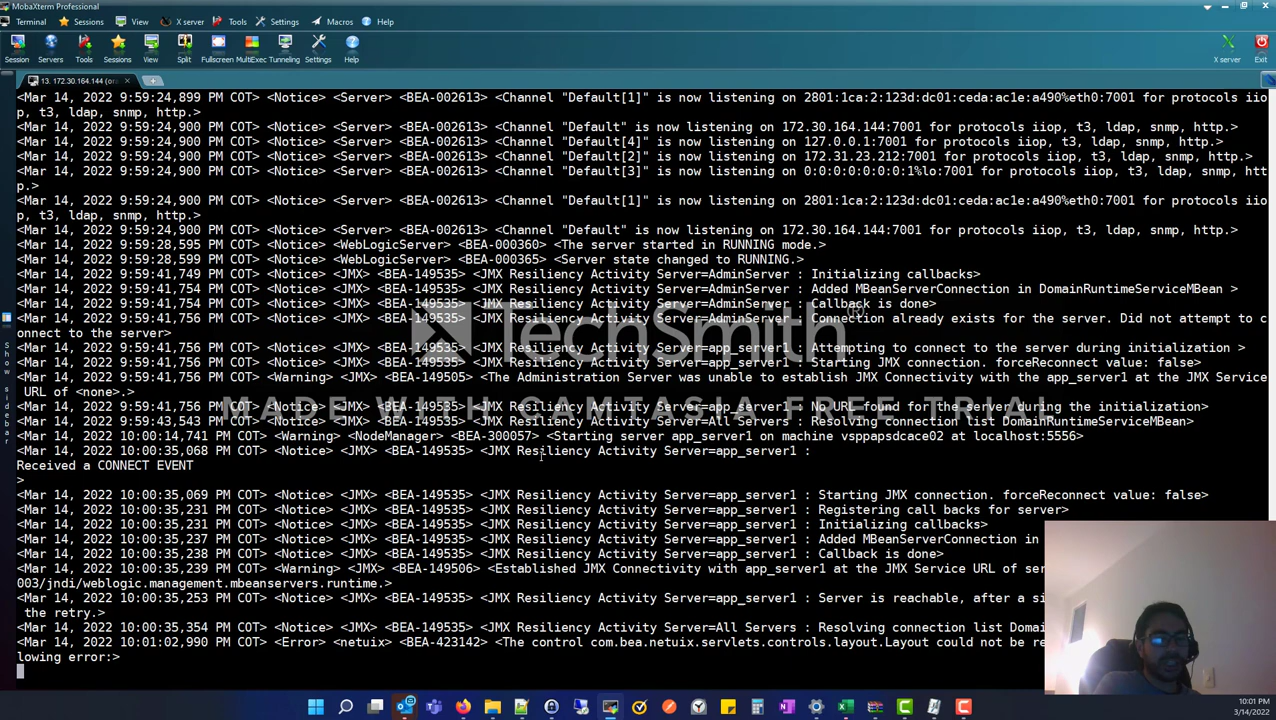 MobaXterm Professional
Terminal Sessions View X server Tools Settings Macros Help
Session Servers Tools Sessions View Split Fullscreen MultiExec Tunneling Settings Help X server Exit
13. 172.30.164.144 (or
<Mar 14, 2022 9:59:24,899 PM COT> <Notice> <Server> <BEA-002613> <Channel "Default[1]" is now listening on 2801:1ca:2:123d:dc01:ceda:ac1e:a490%eth0:7001 for protocols iio
p, t3, ldap, snmp, http.>
<Mar 14, 2022 9:59:24,900 PM COT> <Notice> <Server> <BEA-002613> <Channel "Default" is now listening on 172.30.164.144:7001 for protocols iiop, t3, ldap, snmp, http.>
<Mar 14, 2022 9:59:24,900 PM COT> <Notice> <Server> <BEA-002613> <Channel "Default[4]" is now listening on 127.0.0.1:7001 for protocols iiop, t3, ldap, snmp, http.>
<Mar 14, 2022 9:59:24,900 PM COT> <Notice> <Server> <BEA-002613> <Channel "Default[2]" is now listening on 172.31.23.212:7001 for protocols iiop, t3, ldap, snmp, http.>
<Mar 14, 2022 9:59:24,900 PM COT> <Notice> <Server> <BEA-002613> <Channel "Default[3]" is now listening on 0:0:0:0:0:0:0:1%lo:7001 for protocols iiop, t3, ldap, snmp, htt
p.>
<Mar 14, 2022 9:59:24,900 PM COT> <Notice> <Server> <BEA-002613> <Channel "Default[1]" is now listening on 2801:1ca:2:123d:dc01:ceda:ac1e:a490%eth0:7001 for protocols iio
p, t3, ldap, snmp, http.>
<Mar 14, 2022 9:59:24,900 PM COT> <Notice> <Server> <BEA-002613> <Channel "Default" is now listening on 172.30.164.144:7001 for protocols iiop, t3, ldap, snmp, http.>
<Mar 14, 2022 9:59:28,595 PM COT> <Notice> <WebLogicServer> <BEA-000360> <The server started in RUNNING mode.>
<Mar 14, 2022 9:59:28,599 PM COT> <Notice> <WebLogicServer> <BEA-000365> <Server state changed to RUNNING.>
<Mar 14, 2022 9:59:41,749 PM COT> <Notice> <JMX> <BEA-149535> <JMX Resiliency Activity Server=AdminServer : Initializing callbacks>
<Mar 14, 2022 9:59:41,754 PM COT> <Notice> <JMX> <BEA-149535> <JMX Resiliency Activity Server=AdminServer : Added MBeanServerConnection in DomainRuntimeServiceMBean >
<Mar 14, 2022 9:59:41,754 PM COT> <Notice> <JMX> <BEA-149535> <JMX Resiliency Activity Server=AdminServer : Callback is done>
<Mar 14, 2022 9:59:41,756 PM COT> <Notice> <JMX> <BEA-149535> <JMX Resiliency Activity Server=AdminServer : Connection already exists for the server. Did not attempt to c
onnect to the server>
<Mar 14, 2022 9:59:41,756 PM COT> <Notice> <JMX> <BEA-149535> <JMX Resiliency Activity Server=app_server1 : Attempting to connect to the server during initialization >
<Mar 14, 2022 9:59:41,756 PM COT> <Notice> <JMX> <BEA-149535> <JMX Resiliency Activity Server=app_server1 : Starting JMX connection. forceReconnect value: false>
<Mar 14, 2022 9:59:41,756 PM COT> <Warning> <JMX> <BEA-149505> <The Administration Server was unable to establish JMX Connectivity with the app_server1 at the JMX Service
URL of <none>.>
<Mar 14, 2022 9:59:41,756 PM COT> <Notice> <JMX> <BEA-149535> <JMX Resiliency Activity Server=app_server1 : No URL found for the server during the initialization>
<Mar 14, 2022 9:59:43,543 PM COT> <Notice> <JMX> <BEA-149535> <JMX Resiliency Activity Server=All Servers : Resolving connection list DomainRuntimeServiceMBean>
<Mar 14, 2022 10:00:14,741 PM COT> <Warning> <NodeManager> <BEA-300057> <Starting server app_server1 on machine vsppapsdcace02 at localhost:5556>
<Mar 14, 2022 10:00:35,068 PM COT> <Notice> <JMX> <BEA-149535> <JMX Resiliency Activity Server=app_server1 :
Received a CONNECT EVENT
>
<Mar 14, 2022 10:00:35,069 PM COT> <Notice> <JMX> <BEA-149535> <JMX Resiliency Activity Server=app_server1 : Starting JMX connection. forceReconnect value: false>
<Mar 14, 2022 10:00:35,231 PM COT> <Notice> <JMX> <BEA-149535> <JMX Resiliency Activity Server=app_server1 : Registering call backs for server>
<Mar 14, 2022 10:00:35,231 PM COT> <Notice> <JMX> <BEA-149535> <JMX Resiliency Activity Server=app_server1 : Initializing callbacks>
<Mar 14, 2022 10:00:35,237 PM COT> <Notice> <JMX> <BEA-149535> <JMX Resiliency Activity Server=app_server1 : Added MBeanServerConnection in
<Mar 14, 2022 10:00:35,238 PM COT> <Notice> <JMX> <BEA-149535> <JMX Resiliency Activity Server=app_server1 : Callback is done>
<Mar 14, 2022 10:00:35,239 PM COT> <Warning> <JMX> <BEA-149506> <Established JMX Connectivity with app_server1 at the JMX Service URL of ser
003/jndi/weblogic.management.mbeanservers.runtime.>
<Mar 14, 2022 10:00:35,253 PM COT> <Notice> <JMX> <BEA-149535> <JMX Resiliency Activity Server=app_server1 : Server is reachable, after a si
the retry.>
<Mar 14, 2022 10:00:35,354 PM COT> <Notice> <JMX> <BEA-149535> <JMX Resiliency Activity Server=All Servers : Resolving connection list Domai
<Mar 14, 2022 10:01:02,990 PM COT> <Error> <netuix> <BEA-423142> <The control com.bea.netuix.servlets.controls.layout.Layout could not be re
lowing error:>
TechSmith®
MADE WITH CAMTASIA FREE TRIAL
Show sidebar
10:01 PM
3/14/2022